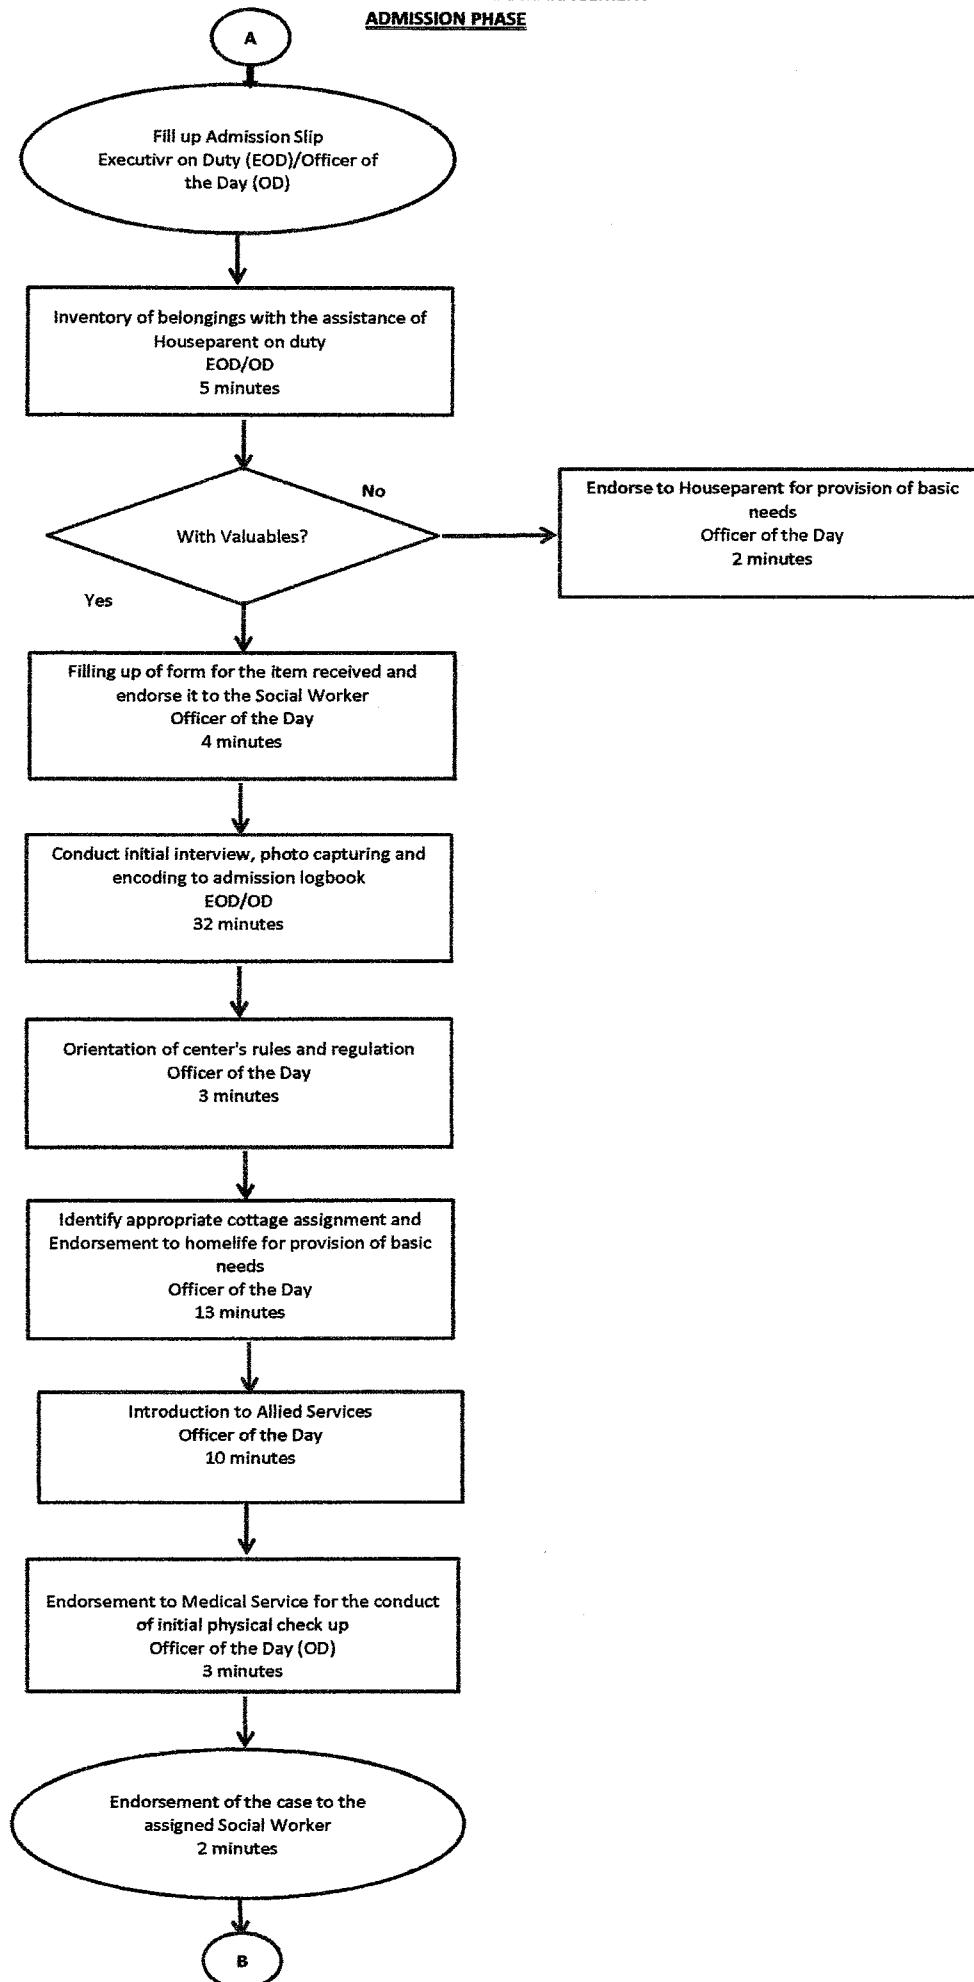 ADMISSION PHASE
A
Fill up Admission Slip
Executivr on Duty (EOD)/Officer of
the Day (OD)
Inventory of belongings with the assistance of
Houseparent on duty
EOD/OD
5 minutes
No
With Valuables?
Yes
Endorse to Houseparent for provision of basic
needs
Officer of the Day
2 minutes
Filling up of form for the item received and
endorse it to the Social Worker
Officer of the Day
4 minutes
Conduct initial interview, photo capturing and
encoding to admission logbook
EOD/OD
32 minutes
Orientation of center's rules and regulation
Officer of the Day
3 minutes
Identify appropriate cottage assignment and
Endorsement to homelife for provision of basic
needs
Officer of the Day
13 minutes
Introduction to Allied Services
Officer of the Day
10 minutes
Endorsement to Medical Service for the conduct
of initial physical check up
Officer of the Day (OD)
3 minutes
Endorsement of the case to the
assigned Social Worker
2 minutes
B